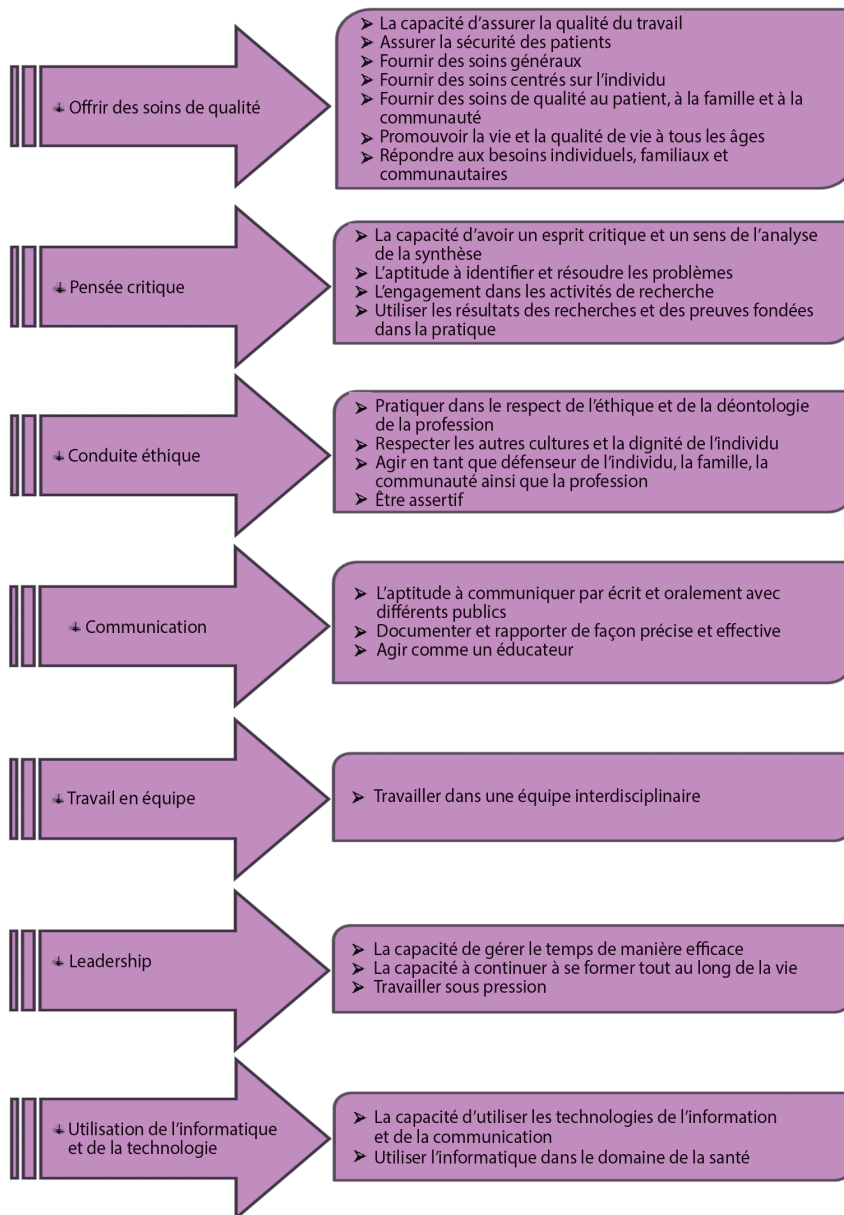 Offrir des soins de qualité
➢ La capacité d'assurer la qualité du travail
➢ Assurer la sécurité des patients
➢ Fournir des soins généraux
➢ Fournir des soins centrés sur l'individu
➢ Fournir des soins de qualité au patient, à la famille et à la
communauté
➢ Promouvoir la vie et la qualité de vie à tous les âges
➢ Répondre aux besoins individuels, familiaux et
communautaires
Pensée critique
➢ La capacité d'avoir un esprit critique et un sens de l'analyse
de la synthèse
➢ L'aptitude à identifier et résoudre les problèmes
➢ L'engagement dans les activités de recherche
➢ Utiliser les résultats des recherches et des preuves fondées
dans la pratique
Conduite éthique
➢ Pratiquer dans le respect de l'éthique et de la déontologie
de la profession
➢ Respecter les autres cultures et la dignité de l'individu
➢ Agir en tant que défenseur de l'individu, la famille, la
communauté ainsi que la profession
➢ Être assertif
Communication
➢ L'aptitude à communiquer par écrit et oralement avec
différents publics
➢ Documenter et rapporter de façon précise et effective
➢ Agir comme un éducateur
Travail en équipe
➢ Travailler dans une équipe interdisciplinaire
Leadership
➢ La capacité de gérer le temps de manière efficace
➢ La capacité à continuer à se former tout au long de la vie
➢ Travailler sous pression
Utilisation de l'informatique
et de la technologie
➢ La capacité d'utiliser les technologies de l'information
et de la communication
➢ Utiliser l'informatique dans le domaine de la santé